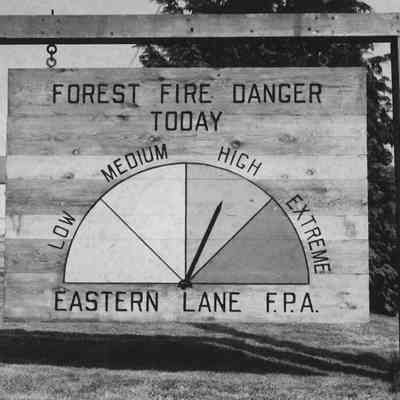 FOREST FIRE DANGER
TODAY
LOW
MEDIUM
HIGH
EXTREME
EASTERN LANE F.P.A.